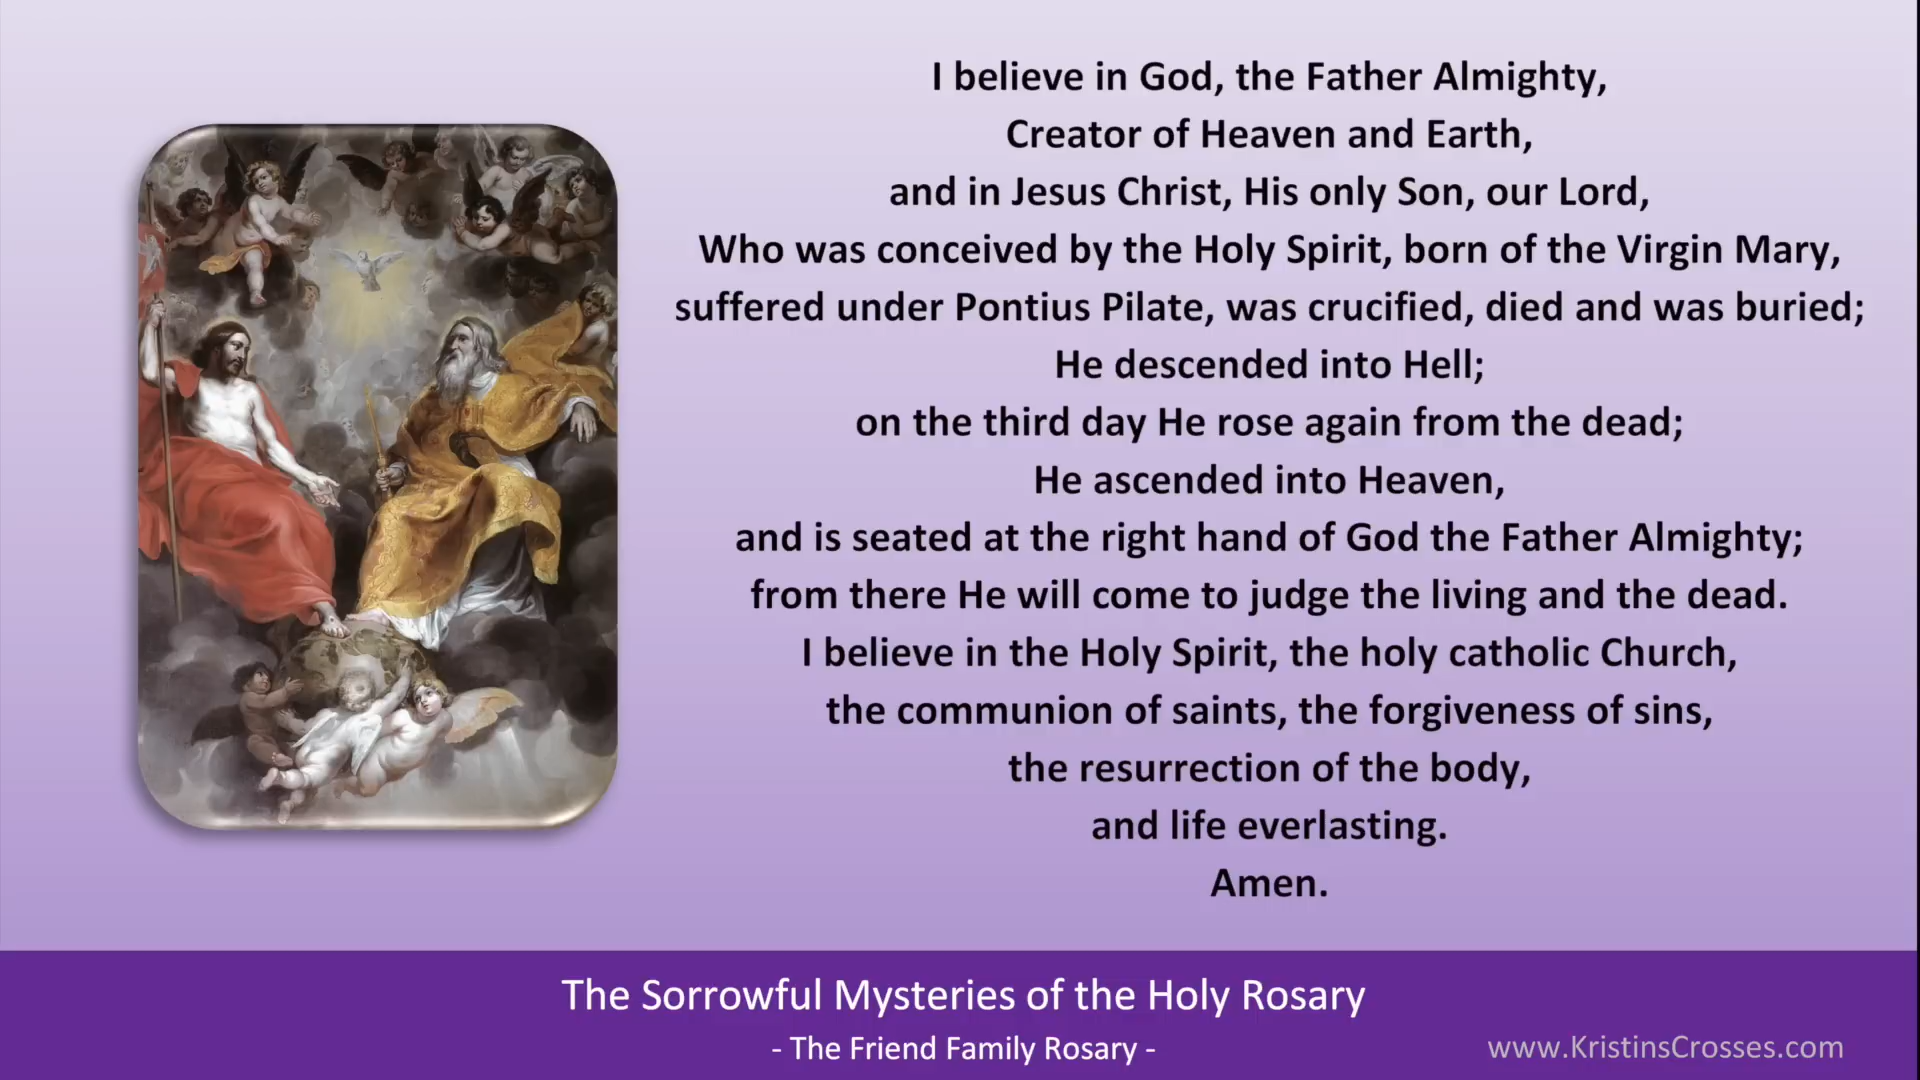 I believe in God, the Father Almighty,
Creator of Heaven and Earth,
and in Jesus Christ, His only Son, our Lord,
Who was conceived by the Holy Spirit, born of the Virgin Mary,
suffered under Pontius Pilate, was crucified, died and was buried;
He descended into Hell;
on the third day He rose again from the dead;
He ascended into Heaven,
and is seated at the right hand of God the Father Almighty;
from there He will come to judge the living and the dead.
I believe in the Holy Spirit, the holy catholic Church,
the communion of saints, the forgiveness of sins,
the resurrection of the body,
and life everlasting.
Amen.
The Sorrowful Mysteries of the Holy Rosary
- The Friend Family Rosary -
www.KristinsCrosses.com